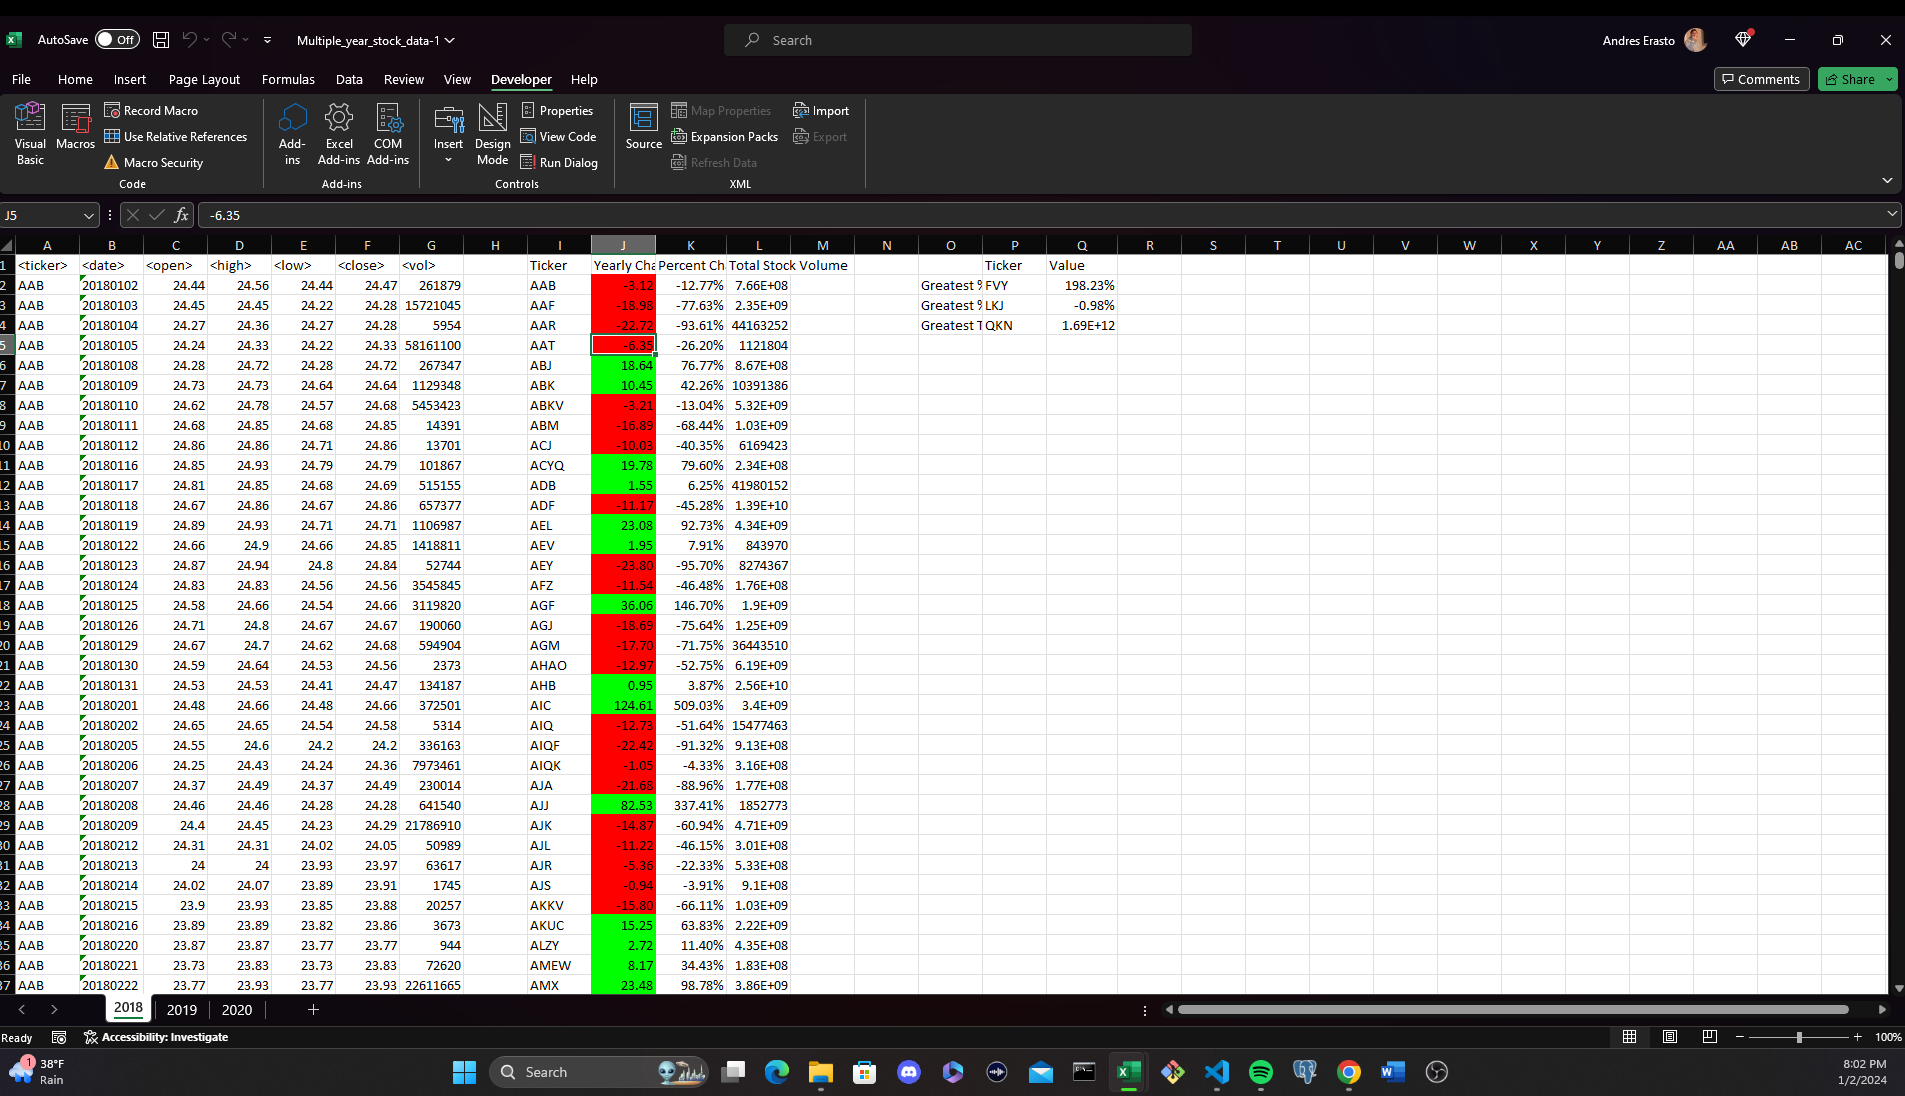 AutoSave Off Multiple_year_stock_data-1 Search Andres Erasto
File Home Insert Page Layout Formulas Data Review View Developer Help Comments Share
Visual Basic Macros Record Macro Use Relative References Macro Security Add-ins Excel Add-ins COM Add-ins Insert Design Mode Properties View Code Run Dialog Source Map Properties Expansion Packs Refresh Data Import Export
Code Add-ins Controls XML
J5 fx -6.35
A B C D E F G H I J K L M N O P Q R S T U V W X Y Z AA AB AC
1 <ticker> <date> <open> <high> <low> <close> <vol> Ticker Yearly Cha Percent Ch Total Stock Volume Ticker Value
2 AAB 20180102 24.44 24.56 24.44 24.47 261879 AAB -3.12 -12.77% 7.66E+08 Greatest % FVY 198.23%
3 AAB 20180103 24.45 24.45 24.22 24.28 15721045 AAF -18.98 -77.63% 2.35E+09 Greatest % LKJ -0.98%
4 AAB 20180104 24.27 24.36 24.27 24.28 5954 AAR -22.72 -93.61% 44163252 Greatest T QKN 1.69E+12
5 AAB 20180105 24.24 24.33 24.22 24.33 58161100 AAT -6.35 -26.20% 1121804
6 AAB 20180108 24.28 24.72 24.28 24.72 267347 ABJ 18.64 76.77% 8.67E+08
7 AAB 20180109 24.73 24.73 24.64 24.64 1129348 ABK 10.45 42.26% 10391386
8 AAB 20180110 24.62 24.78 24.57 24.68 5453423 ABKV -3.21 -13.04% 5.32E+09
9 AAB 20180111 24.68 24.85 24.68 24.85 14391 ABM -16.89 -68.44% 1.03E+09
10 AAB 20180112 24.86 24.86 24.71 24.86 13701 ACJ -10.03 -40.35% 6169423
11 AAB 20180116 24.85 24.93 24.79 24.79 101867 ACYQ 19.78 79.60% 2.34E+08
12 AAB 20180117 24.81 24.85 24.68 24.69 515155 ADB 1.55 6.25% 41980152
13 AAB 20180118 24.67 24.86 24.67 24.86 657377 ADF -11.17 -45.28% 1.39E+10
14 AAB 20180119 24.89 24.93 24.71 24.71 1106987 AEL 23.08 92.73% 4.34E+09
15 AAB 20180122 24.66 24.9 24.66 24.85 1418811 AEV 1.95 7.91% 843970
16 AAB 20180123 24.87 24.94 24.8 24.84 52744 AEY -23.80 -95.70% 8274367
17 AAB 20180124 24.83 24.83 24.56 24.56 3545845 AFZ -11.54 -46.48% 1.76E+08
18 AAB 20180125 24.58 24.66 24.54 24.66 3119820 AGF 36.06 146.70% 1.9E+09
19 AAB 20180126 24.71 24.8 24.67 24.67 190060 AGJ -18.69 -75.64% 1.25E+09
20 AAB 20180129 24.67 24.7 24.62 24.68 594904 AGM -17.70 -71.75% 36443510
21 AAB 20180130 24.59 24.64 24.53 24.56 2373 AHAO -12.97 -52.75% 6.19E+09
22 AAB 20180131 24.53 24.53 24.41 24.47 134187 AHB 0.95 3.87% 2.56E+10
23 AAB 20180201 24.48 24.66 24.48 24.66 372501 AIC 124.61 509.03% 3.4E+09
24 AAB 20180202 24.65 24.65 24.54 24.58 5314 AIQ -12.73 -51.64% 15477463
25 AAB 20180205 24.55 24.6 24.2 24.2 336163 AIQF -22.42 -91.32% 9.13E+08
26 AAB 20180206 24.25 24.43 24.24 24.36 7973461 AIQK -1.05 -4.33% 3.16E+08
27 AAB 20180207 24.37 24.49 24.37 24.49 230014 AJA -21.68 -88.96% 1.77E+08
28 AAB 20180208 24.46 24.46 24.28 24.28 641540 AJJ 82.53 337.41% 1852773
29 AAB 20180209 24.4 24.45 24.23 24.29 21786910 AJK -14.87 -60.94% 4.71E+09
30 AAB 20180212 24.31 24.31 24.02 24.05 50989 AJL -11.22 -46.15% 3.01E+08
31 AAB 20180213 24 24 23.93 23.97 63617 AJR -5.36 -22.33% 5.33E+08
32 AAB 20180214 24.02 24.07 23.89 23.91 1745 AJS -0.94 -3.91% 9.1E+08
33 AAB 20180215 23.9 23.93 23.85 23.88 20257 AKKV -15.80 -66.11% 1.03E+09
34 AAB 20180216 23.89 23.89 23.82 23.86 3673 AKUC 15.25 63.83% 2.22E+09
35 AAB 20180220 23.87 23.87 23.77 23.77 944 ALZY 2.72 11.40% 4.35E+08
36 AAB 20180221 23.73 23.83 23.73 23.83 72620 AMEW 8.17 34.43% 1.83E+08
37 AAB 20180222 23.77 23.93 23.77 23.93 22611665 AMX 23.48 98.78% 3.86E+09
2018 2019 2020
Ready Accessibility: Investigate 100%
1 38°F Search 8:02 PM
Rain 1/2/2024